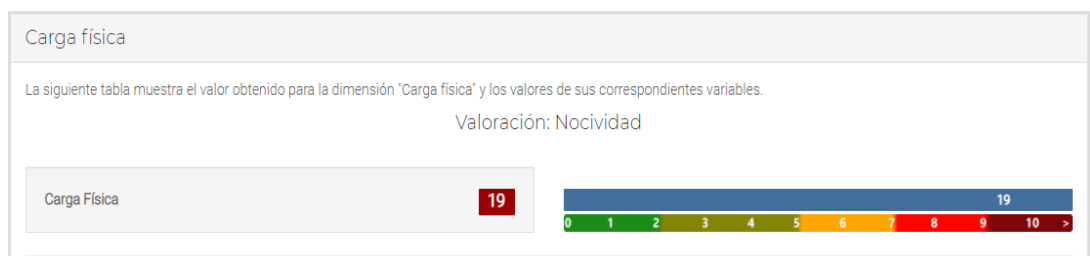 Carga física
La siguiente tabla muestra el valor obtenido para la dimensión "Carga física" y los valores de sus correspondientes variables.
Valoración: Nocividad
Carga Física 19
19
0 1 2 3 4 5 6 7 8 9 10 >